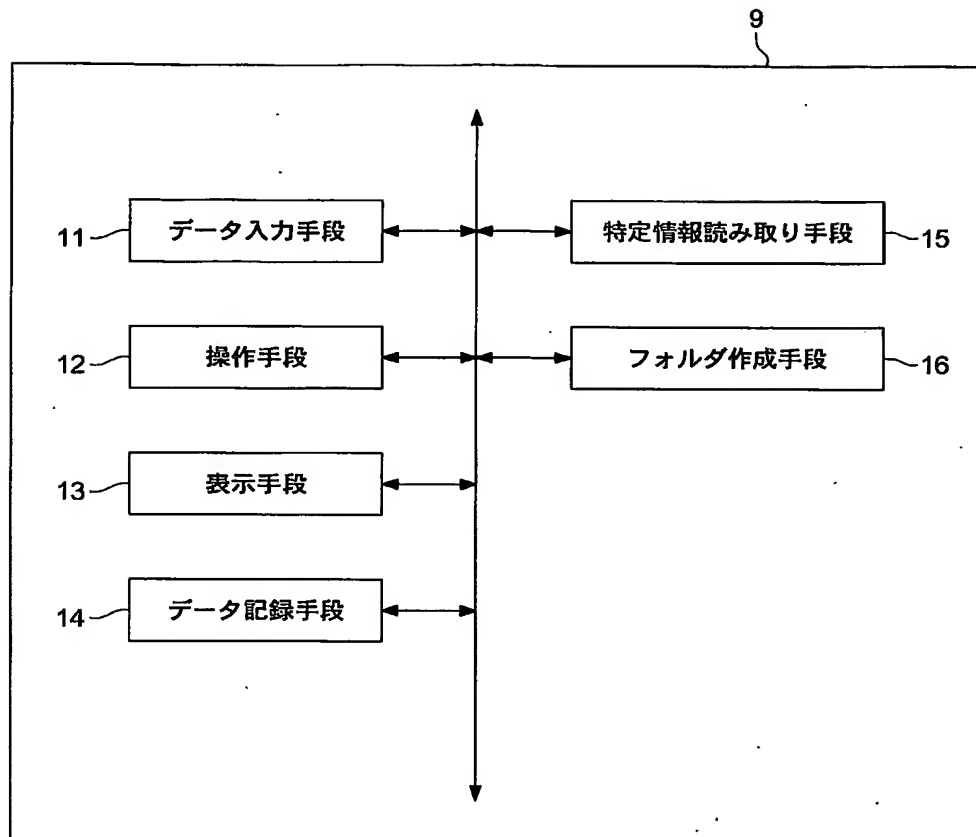 9
11 データ入力手段
特定情報読み取り手段 15
12 操作手段
フォルダ作成手段 16
13 表示手段
14 データ記録手段